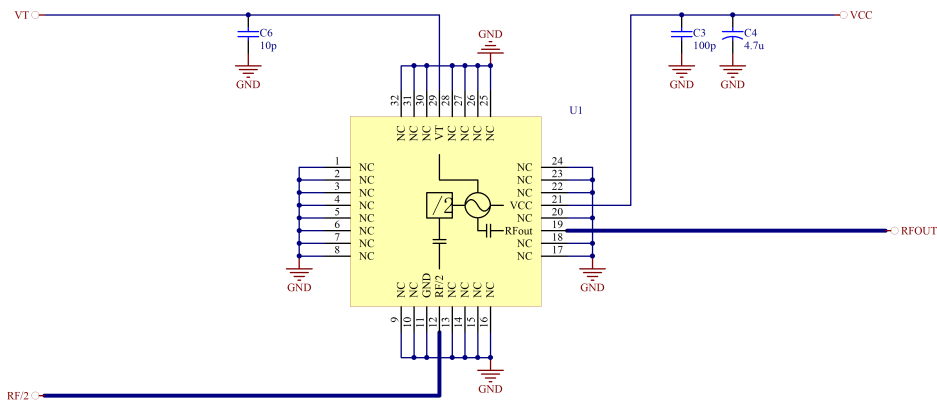 VT
C6
10p
GND
GND
C3
100p
GND
C4
4.7u
GND
VCC
U1
32
31
30
29
28
27
26
25
NC
NC
NC
VT
NC
NC
NC
NC
1 NC
2 NC
3 NC
4 NC
5 NC
6 NC
7 NC
8 NC
GND
/2
NC 24
NC 23
NC 22
VCC 21
NC 20
RFout 19
NC 18
NC 17
GND
RFOUT
NC
NC
GND
RF/2
NC
NC
NC
NC
9
10
11
12
13
14
15
16
GND
RF/2